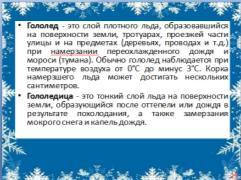 • Гололед - это слой плотного льда, образовавшийся
на поверхности земли, тротуарах, проезжей части
улицы и на предметах (деревьях, проводах и т.д.)
при намерзании переохлажденного дождя и
мороси (тумана). Обычно гололед наблюдается при
температуре воздуха от 0°С до минус 3°С. Корка
намерзшего льда может достигать нескольких
сантиметров.
• Гололедица - это тонкий слой льда на поверхности
земли, образующийся после оттепели или дождя в
результате похолодания, а также замерзания
мокрого снега и капель дождя.